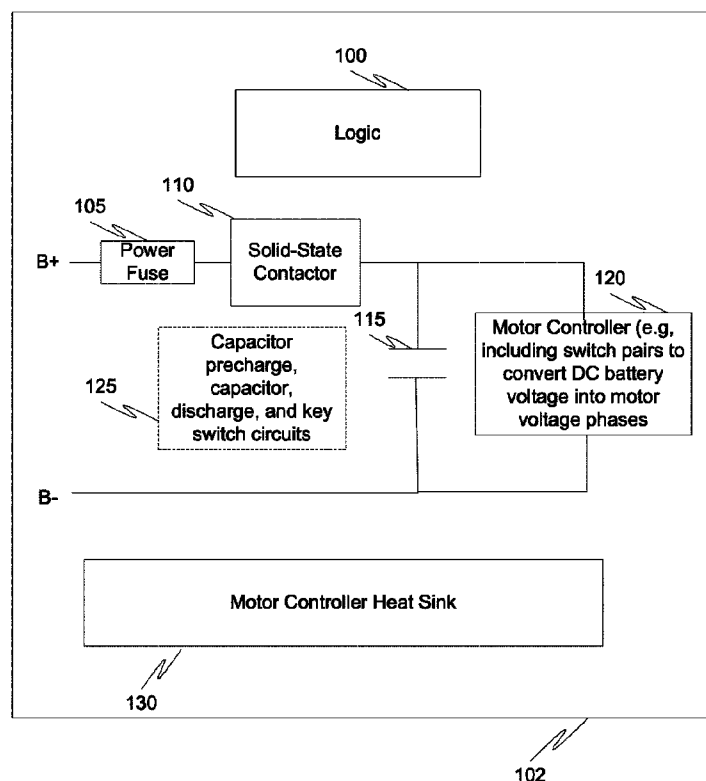 100
Logic
110
105
Power
Fuse
Solid-State
Contactor
B+
120
115
Motor Controller (e.g,
including switch pairs to
convert DC battery
voltage into motor
voltage phases
Capacitor
precharge,
capacitor,
discharge, and key
switch circuits
125
B-
Motor Controller Heat Sink
130
102